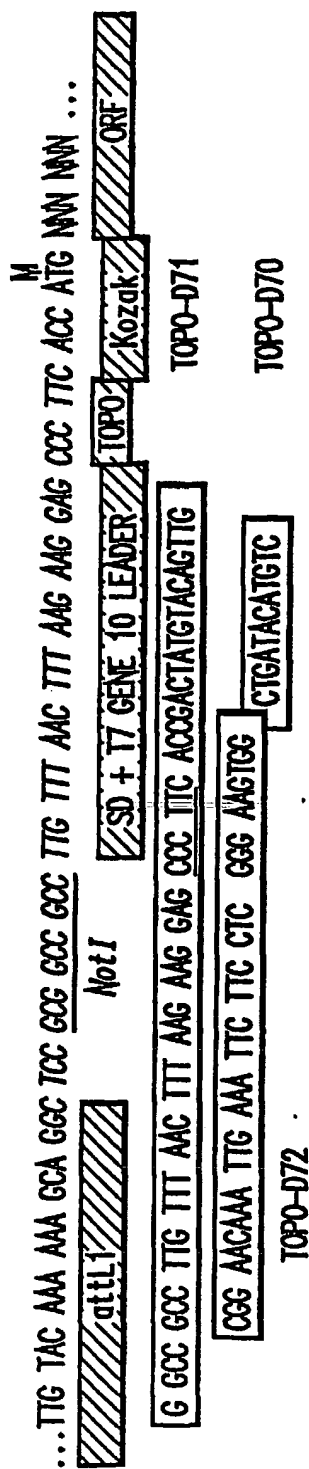 M
...TTG TAC AAA AAA GCA GGC TCC GCG GCC GCC TTG TTT AAC TTT AAG AAG GAG CCC TTC ACC ATG NNN NNN ...
attL1 NotI SD + T7 GENE 10 LEADER TOPO Kozak ORF
G GCC GCC TTG TTT AAC TTT AAG AAG GAG CCC TTC ACCGACTATGTACAGTTG TOPO-D71
CGG AACAAA TTG AAA TTC TTC CTC GGG AAGTGG CTGATACATGTC TOPO-D70
TOPO-D72